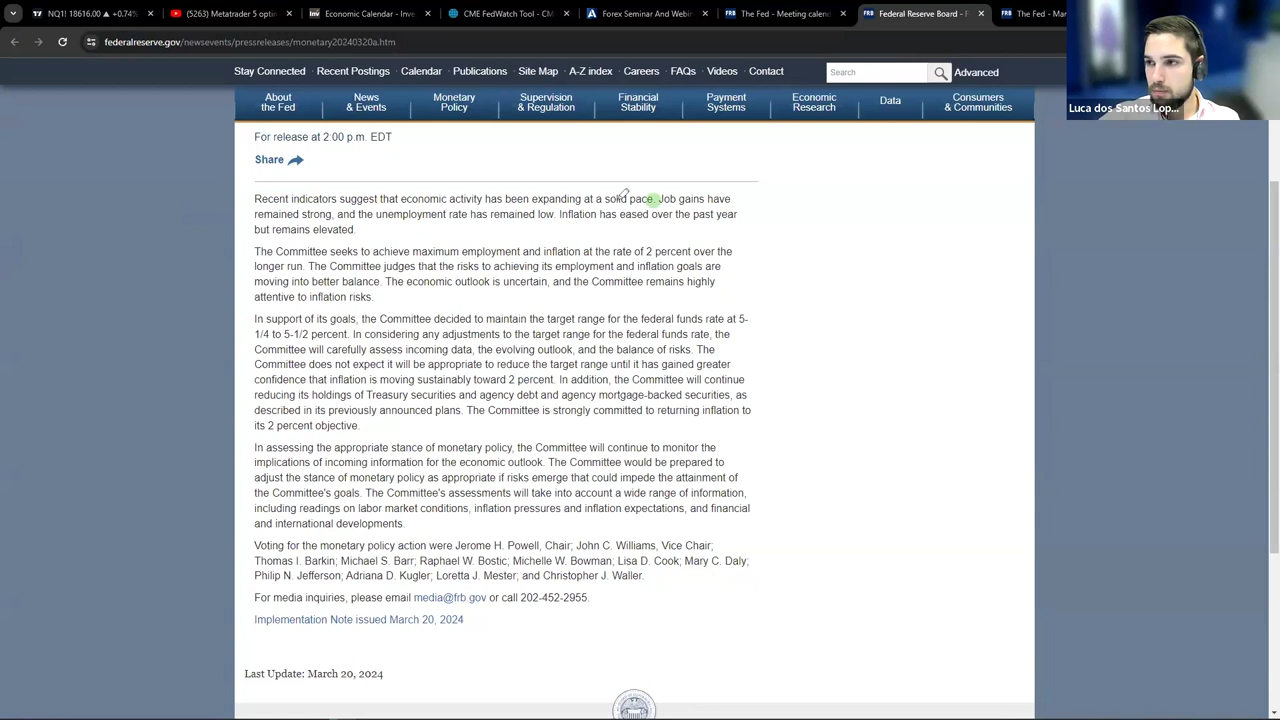 NQ1! 18616.00 ▲ +0.74%
(5263) Metatrader 5 opti
Economic Calendar - Inve
CME FedWatch Tool - CM
Forex Seminar And Webin
The Fed - Meeting calend
Federal Reserve Board - F
The Fed - Mar
federalreserve.gov/newsevents/pressreleases/monetary20240320a.htm
Luca dos Santos Lop...
Stay Connected Recent Postings Calendar Publications Site Map A-Z index Careers FAQs Videos Contact Search Advanced
About the Fed
News & Events
Monetary Policy
Supervision & Regulation
Financial Stability
Payment Systems
Economic Research
Data
Consumers & Communities
For release at 2:00 p.m. EDT
Share
Recent indicators suggest that economic activity has been expanding at a solid pace. Job gains have
remained strong, and the unemployment rate has remained low. Inflation has eased over the past year
but remains elevated.
The Committee seeks to achieve maximum employment and inflation at the rate of 2 percent over the
longer run. The Committee judges that the risks to achieving its employment and inflation goals are
moving into better balance. The economic outlook is uncertain, and the Committee remains highly
attentive to inflation risks.
In support of its goals, the Committee decided to maintain the target range for the federal funds rate at 5-
1/4 to 5-1/2 percent. In considering any adjustments to the target range for the federal funds rate, the
Committee will carefully assess incoming data, the evolving outlook, and the balance of risks. The
Committee does not expect it will be appropriate to reduce the target range until it has gained greater
confidence that inflation is moving sustainably toward 2 percent. In addition, the Committee will continue
reducing its holdings of Treasury securities and agency debt and agency mortgage-backed securities, as
described in its previously announced plans. The Committee is strongly committed to returning inflation to
its 2 percent objective.
In assessing the appropriate stance of monetary policy, the Committee will continue to monitor the
implications of incoming information for the economic outlook. The Committee would be prepared to
adjust the stance of monetary policy as appropriate if risks emerge that could impede the attainment of
the Committee's goals. The Committee's assessments will take into account a wide range of information,
including readings on labor market conditions, inflation pressures and inflation expectations, and financial
and international developments.
Voting for the monetary policy action were Jerome H. Powell, Chair; John C. Williams, Vice Chair;
Thomas I. Barkin; Michael S. Barr; Raphael W. Bostic; Michelle W. Bowman; Lisa D. Cook; Mary C. Daly;
Philip N. Jefferson; Adriana D. Kugler; Loretta J. Mester; and Christopher J. Waller.
For media inquiries, please email media@frb.gov or call 202-452-2955.
Implementation Note issued March 20, 2024
Last Update: March 20, 2024